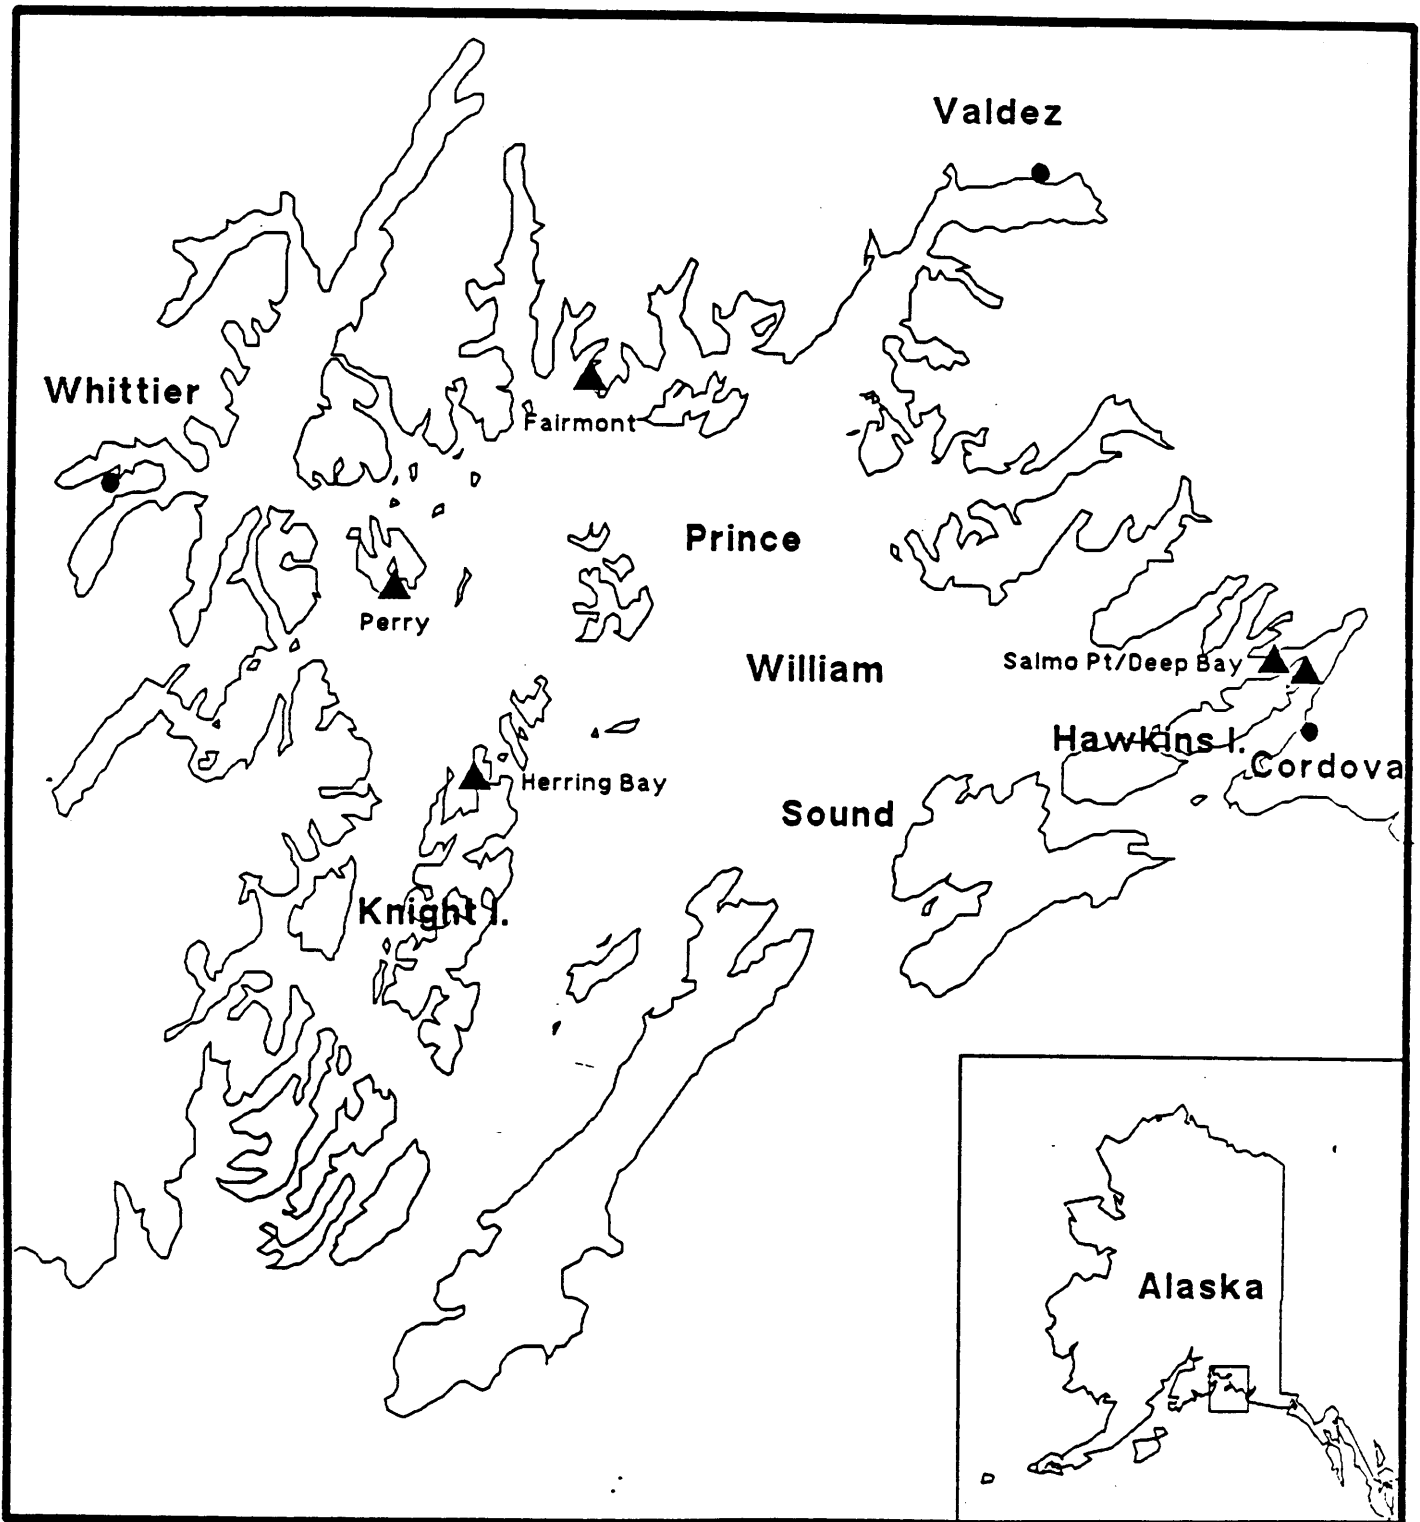 Valdez
Whittier
Fairmont
Prince
Perry
William
Salmo Pt/Deep Bay
Hawkins I.
Cordova
Herring Bay
Sound
Knight I.
Alaska